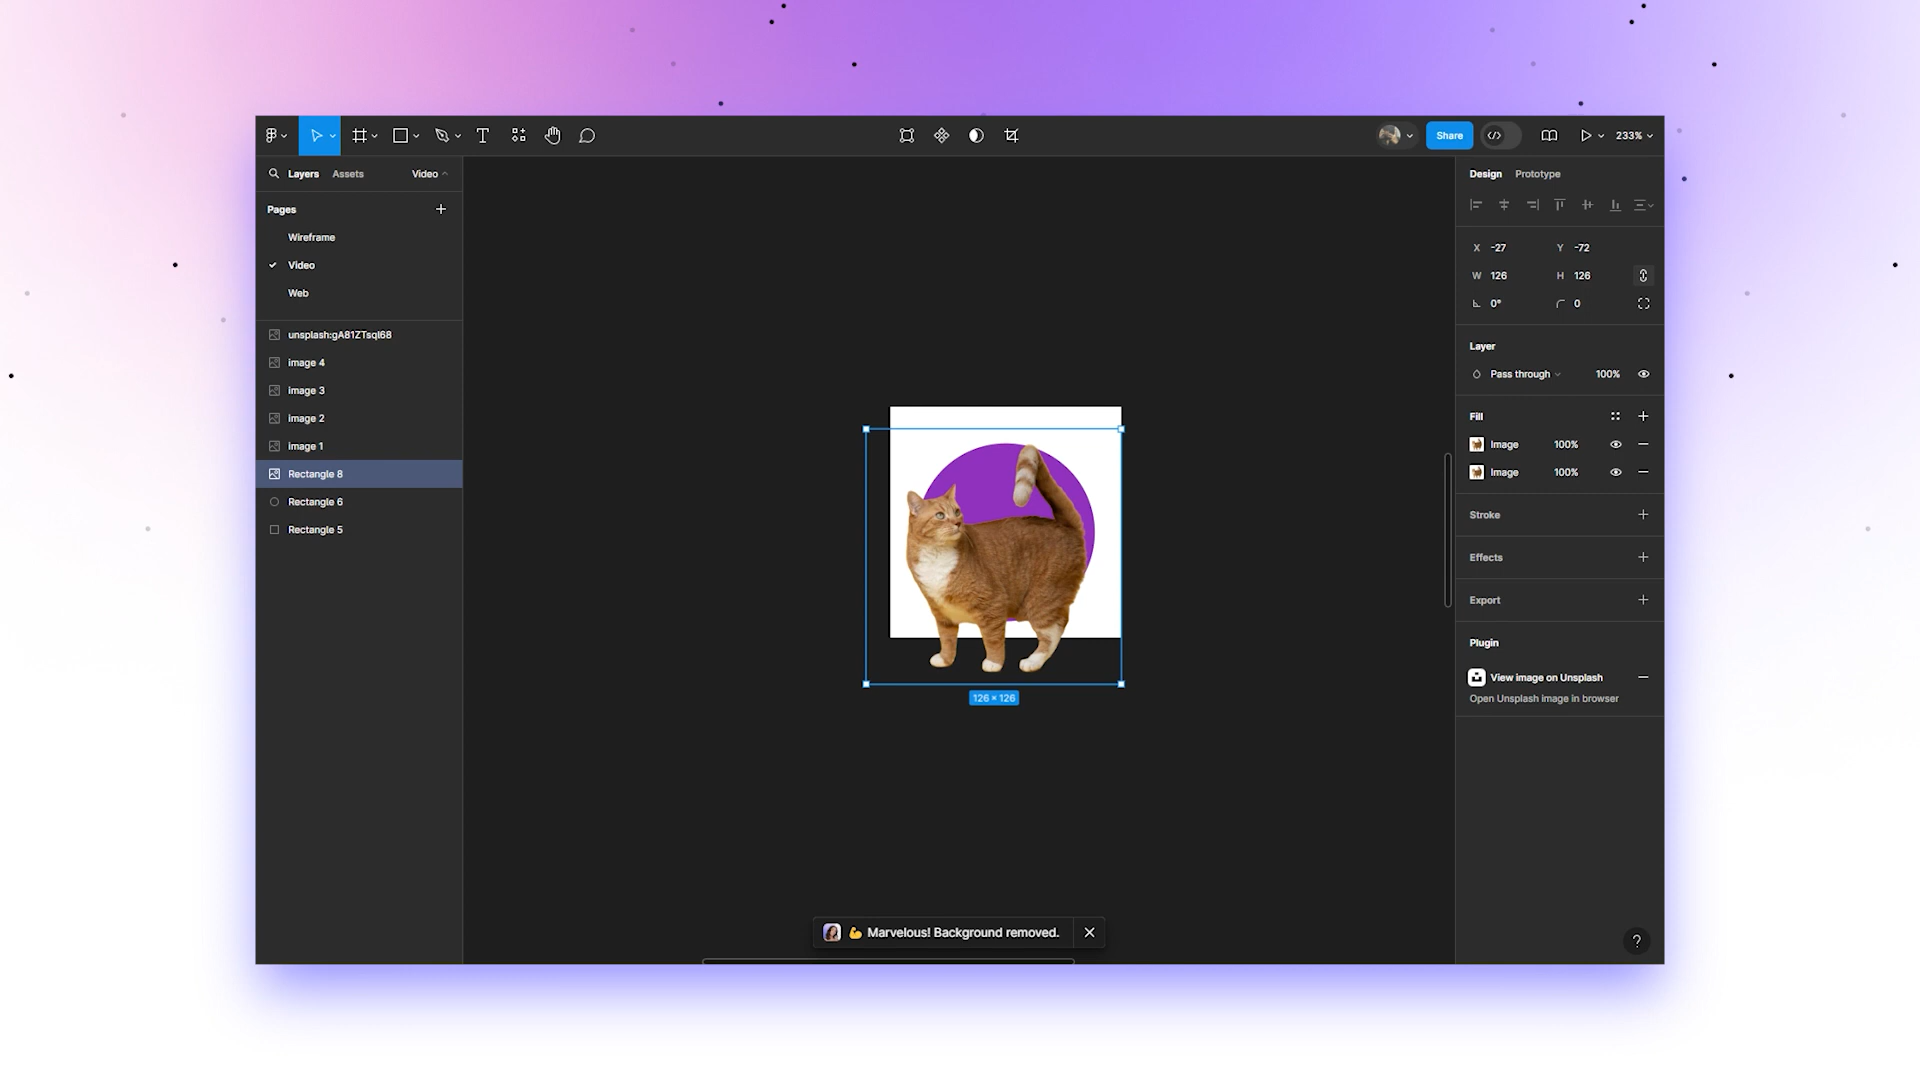 Share
233%
Layers Assets Video
Pages
Wireframe
Video
Web
unsplash:gA81ZTsqI68
image 4
image 3
image 2
image 1
Rectangle 8
Rectangle 6
Rectangle 5
126 × 126
Marvelous! Background removed.
Design Prototype
X -27 Y -72
W 126 H 126
0° 0
Layer
Pass through 100%
Fill
Image 100%
Image 100%
Stroke
Effects
Export
Plugin
View image on Unsplash
Open Unsplash image in browser
?